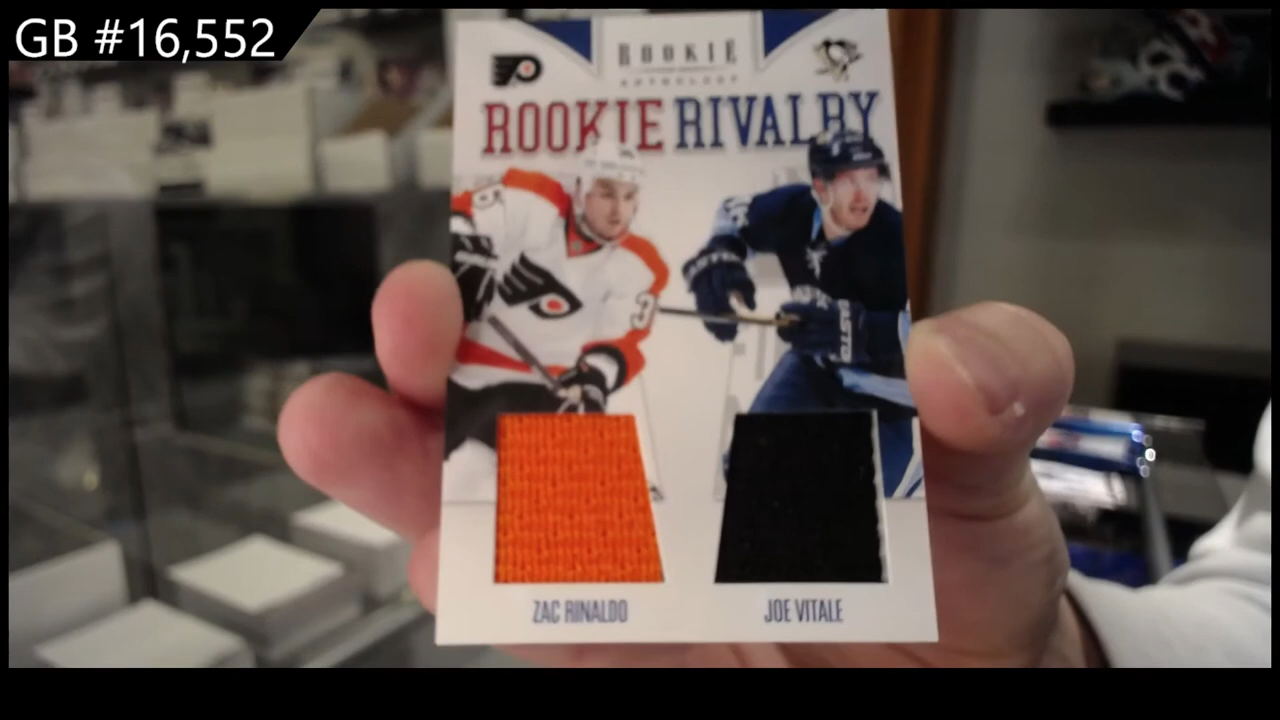 GB #16,552
ROOKIE
ANTHOLOGY
ROOKIE RIVALRY
ZAC RINALDO
JOE VITALE